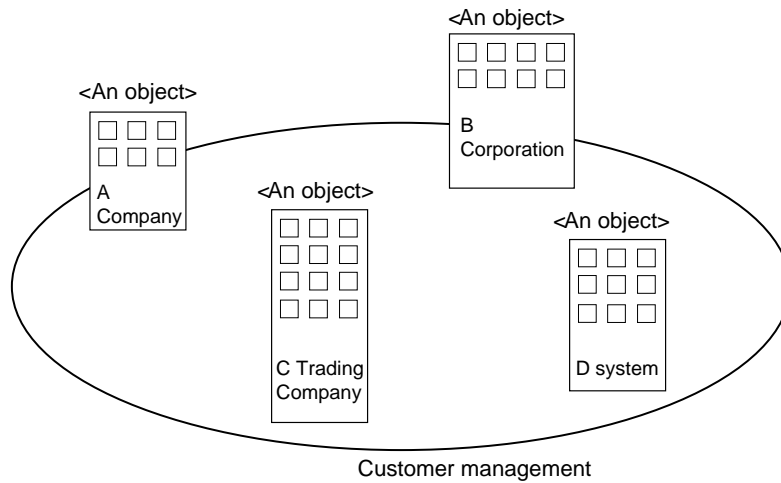 <An object>
B
Corporation
<An object>
A
Company
<An object>
C Trading
Company
<An object>
D system
Customer management